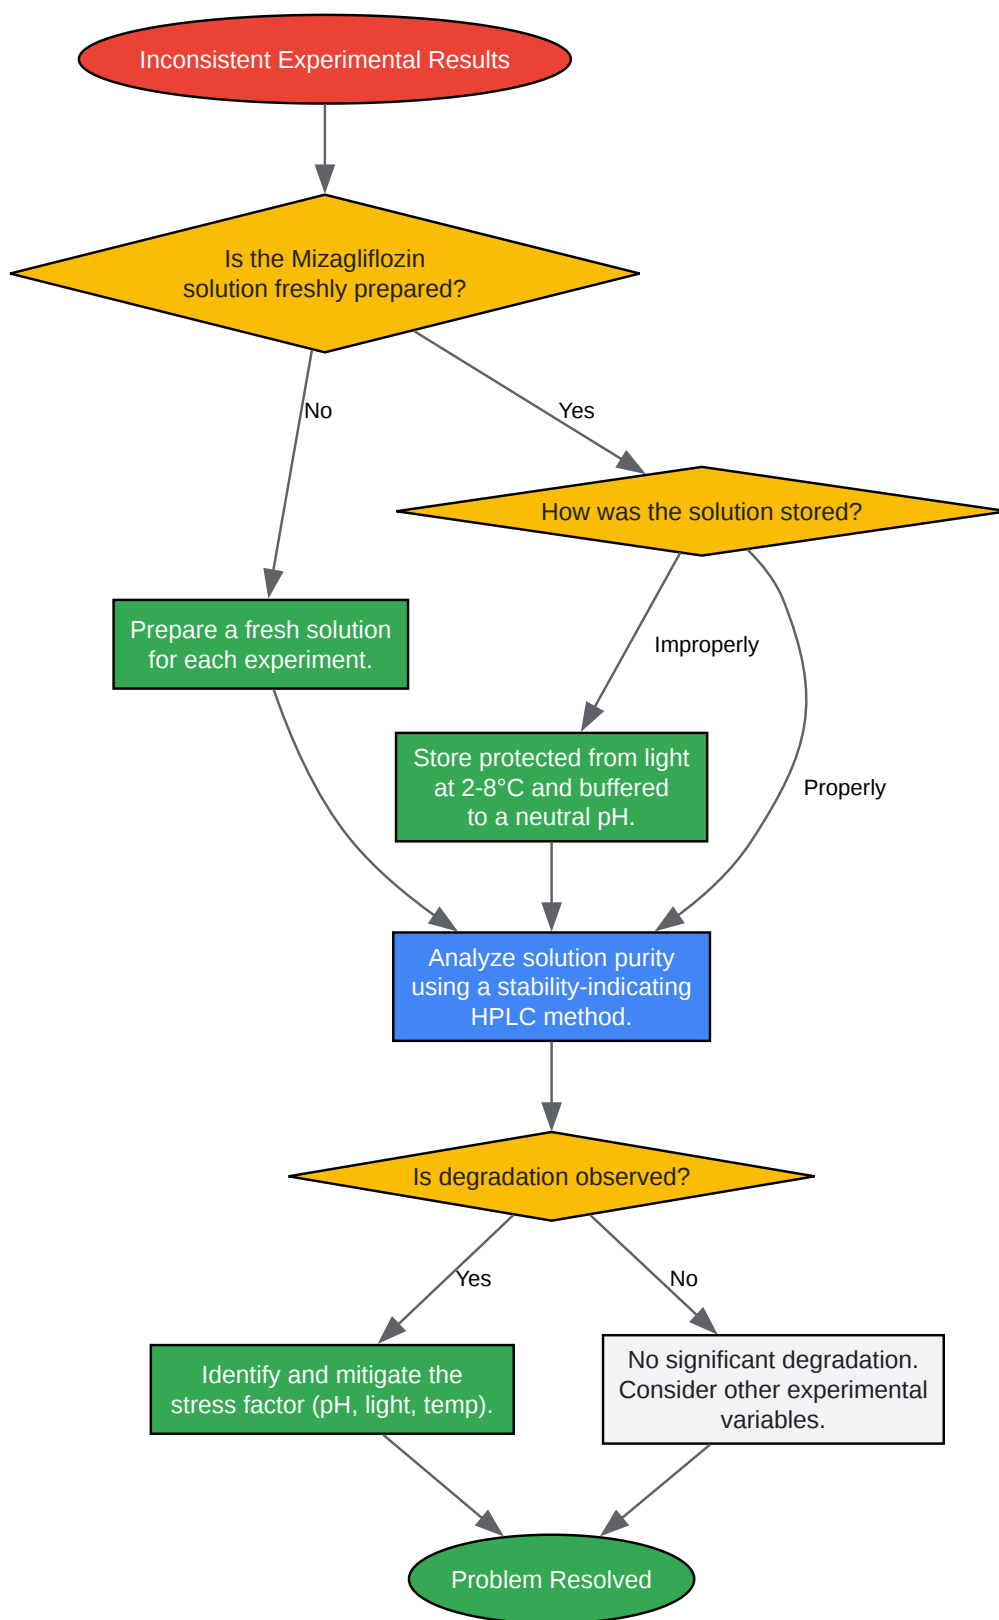 Inconsistent Experimental Results
Is the Mizagliflozin
solution freshly prepared?
No
Yes
How was the solution stored?
Prepare a fresh solution
for each experiment.
Improperly
Store protected from light
at 2-8°C and buffered
to a neutral pH.
Properly
Analyze solution purity
using a stability-indicating
HPLC method.
Is degradation observed?
Yes
No
Identify and mitigate the
stress factor (pH, light, temp).
No significant degradation.
Consider other experimental
variables.
Problem Resolved